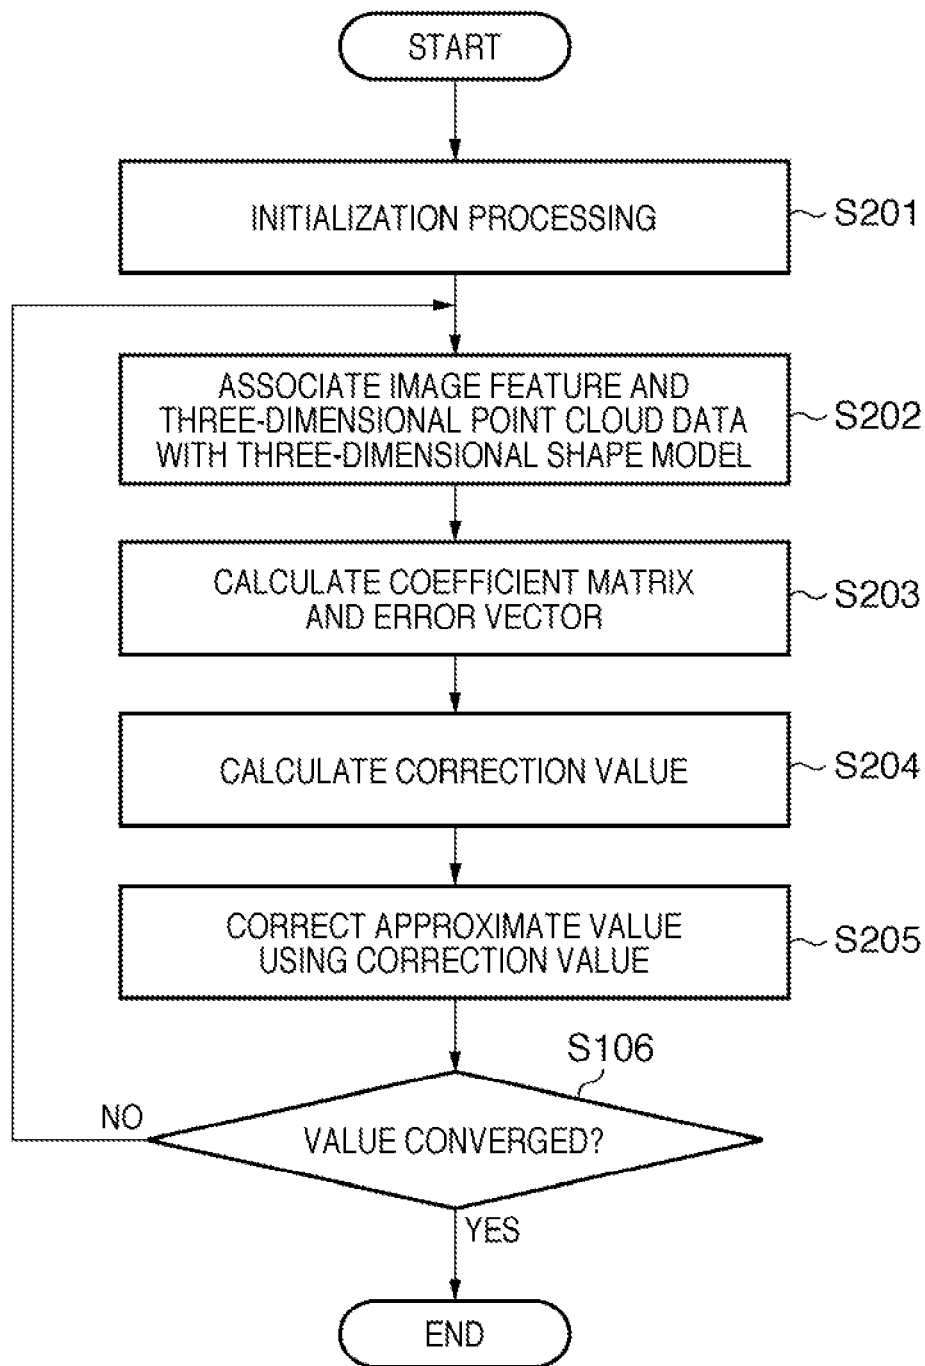 START
INITIALIZATION PROCESSING
S201
ASSOCIATE IMAGE FEATURE AND
THREE-DIMENSIONAL POINT CLOUD DATA
WITH THREE-DIMENSIONAL SHAPE MODEL
S202
CALCULATE COEFFICIENT MATRIX
AND ERROR VECTOR
S203
CALCULATE CORRECTION VALUE
S204
CORRECT APPROXIMATE VALUE
USING CORRECTION VALUE
S205
S106
NO
VALUE CONVERGED?
YES
END